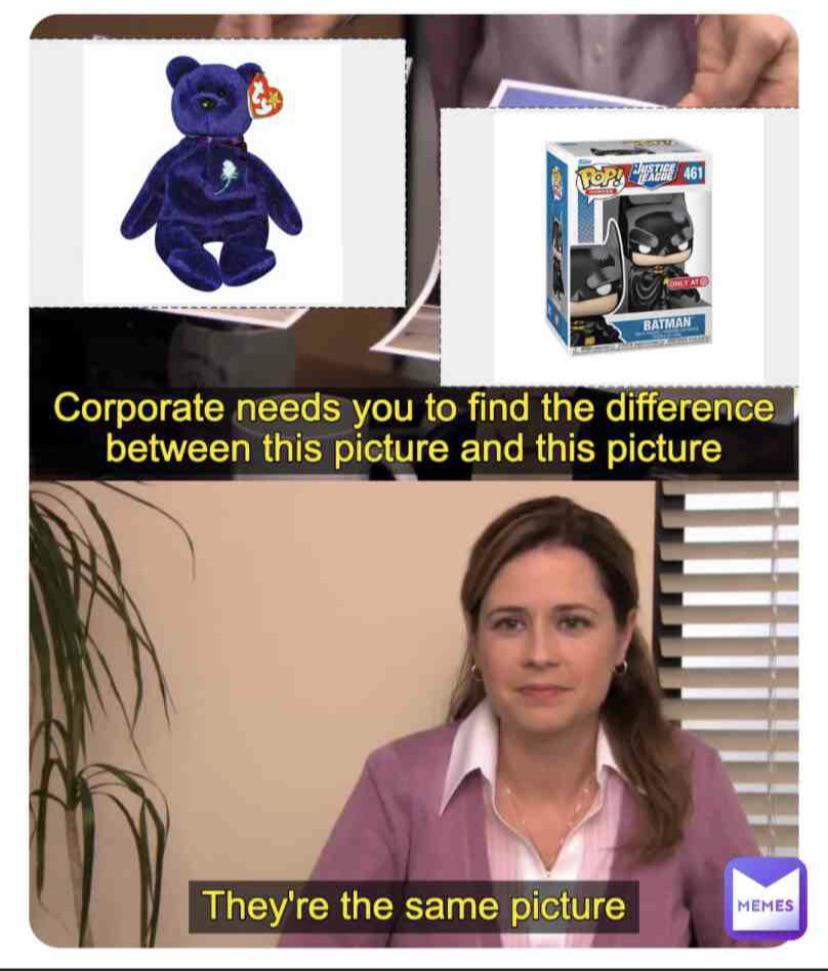 ty
POP!
JUSTICE
LEAGUE
461
ONLY AT
BATMAN
Corporate needs you to find the difference
between this picture and this picture
They're the same picture
MEMES